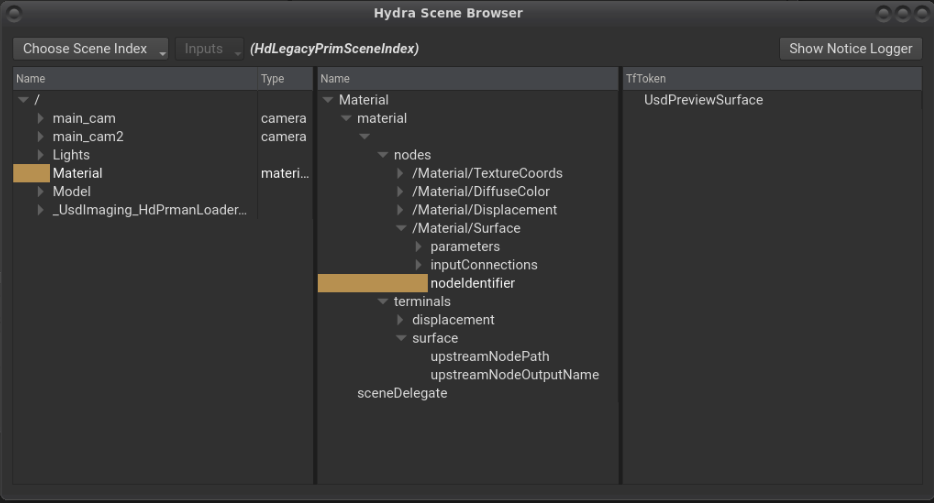 Hydra Scene Browser
Choose Scene Index Inputs (HdLegacyPrimSceneIndex) Show Notice Logger
Name Type Name TfToken
/ Material UsdPreviewSurface
main_cam camera material
main_cam2 camera
Lights nodes
Material materi... /Material/TextureCoords
Model /Material/DiffuseColor
_UsdImaging_HdPrmanLoader... /Material/Displacement
/Material/Surface
parameters
inputConnections
nodeIdentifier
terminals
displacement
surface
upstreamNodePath
upstreamNodeOutputName
sceneDelegate